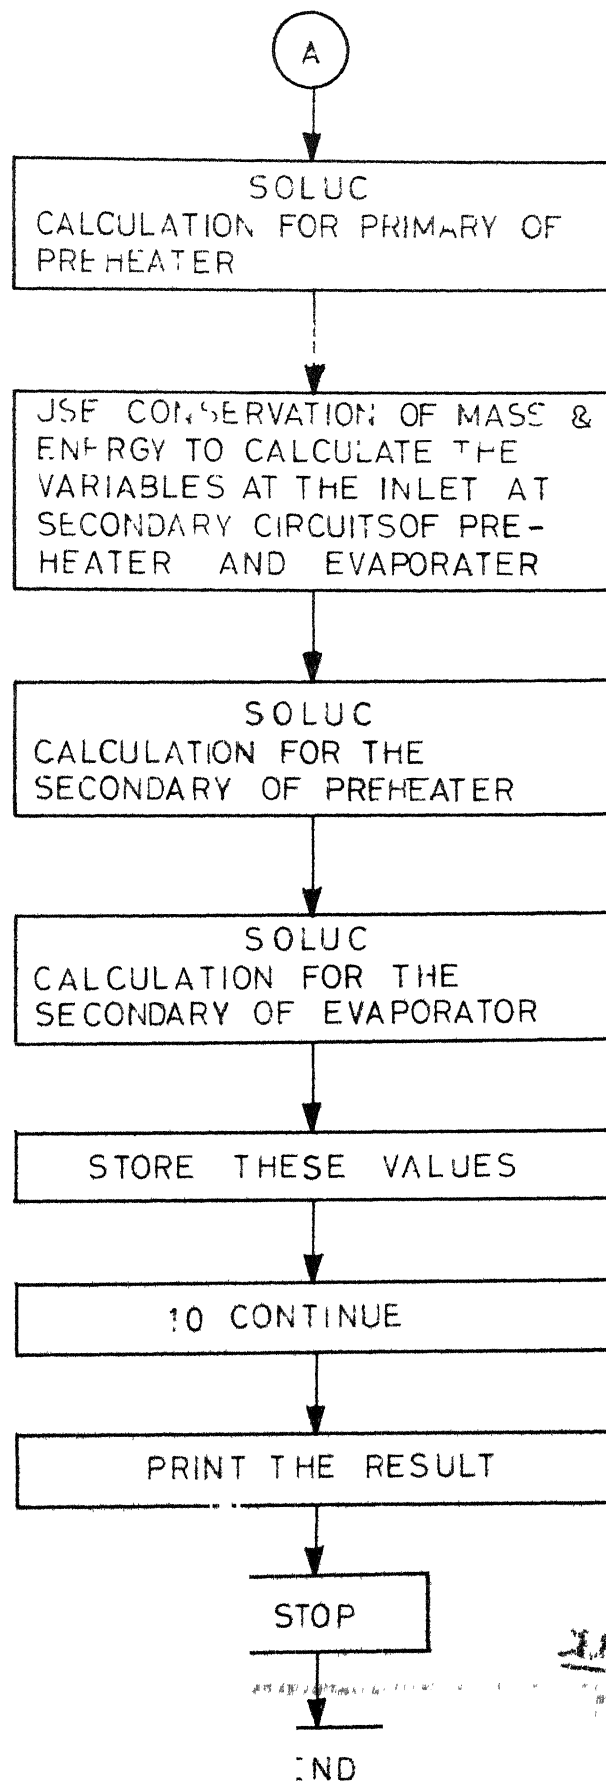 A
SOLUC
CALCULATION FOR PRIMARY OF
PREHEATER
USE CONSERVATION OF MASS &
ENERGY TO CALCULATE THE
VARIABLES AT THE INLET AT
SECONDARY CIRCUITSOF PRE-
HEATER AND EVAPORATER
SOLUC
CALCULATION FOR THE
SECONDARY OF PREHEATER
SOLUC
CALCULATION FOR THE
SECONDARY OF EVAPORATOR
STORE THESE VALUES
10 CONTINUE
PRINT THE RESULT
STOP
END